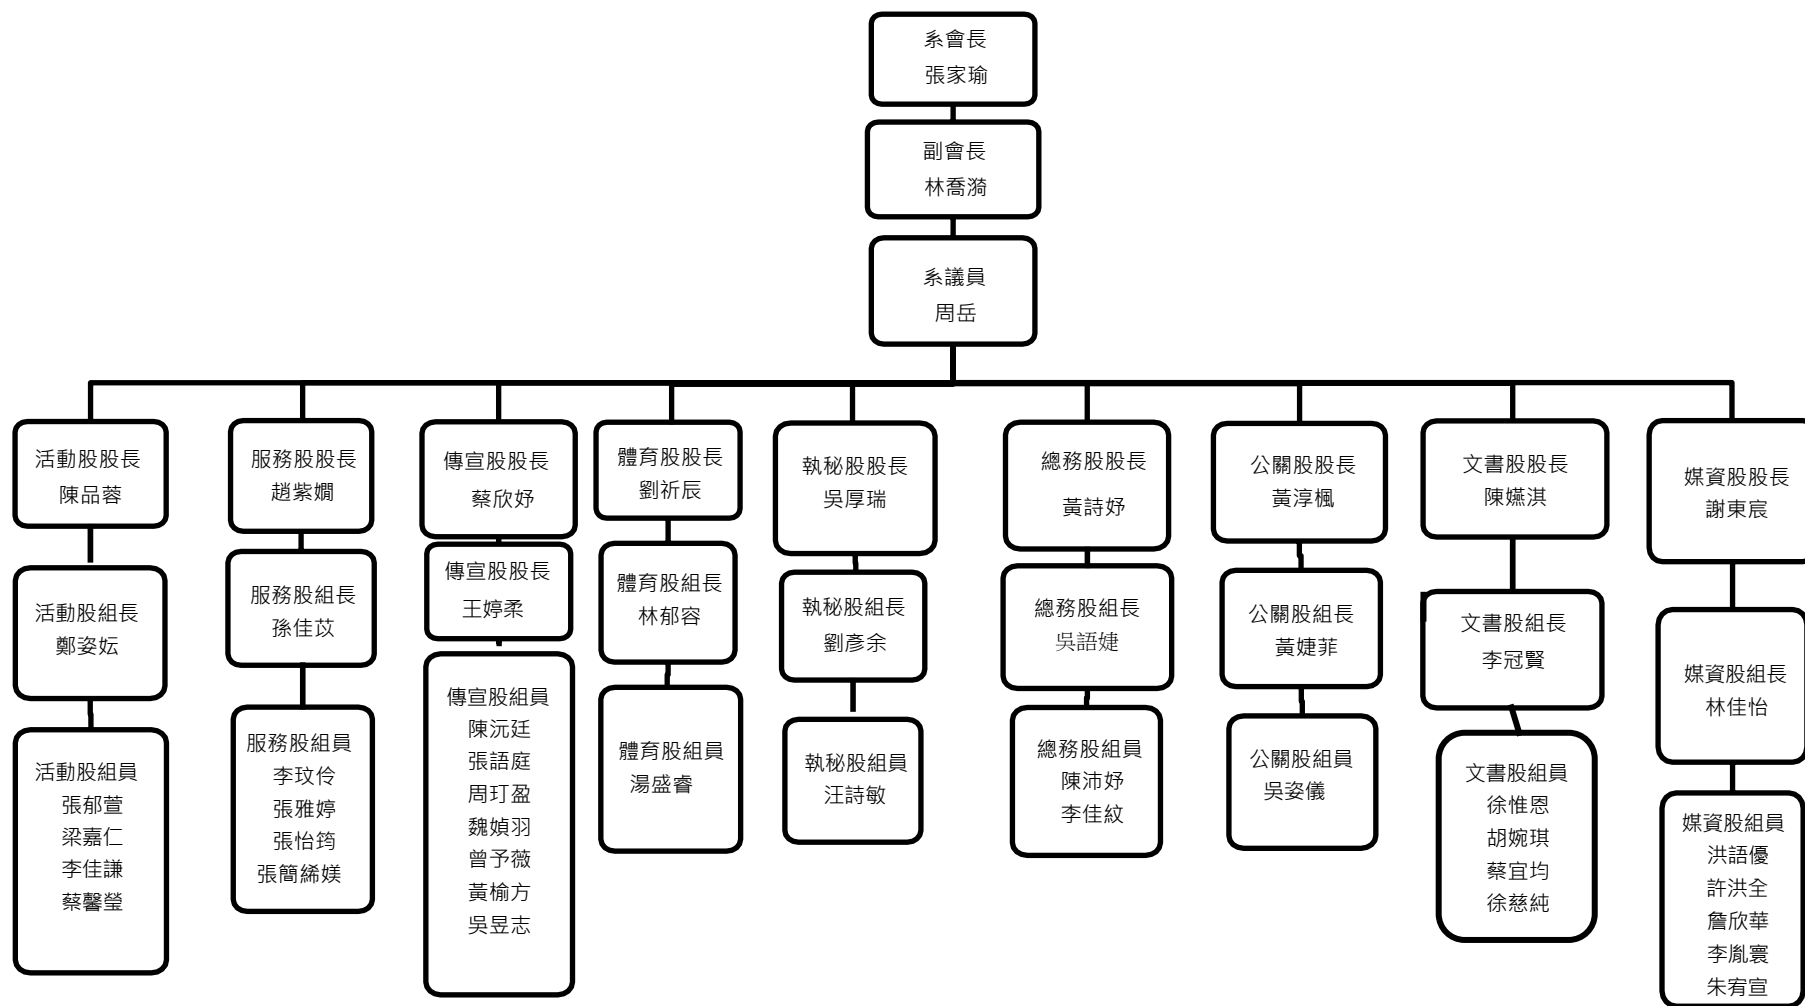 系會長
張家瑜
副會長
林喬漪
系議員
周岳
活動股股長
陳品蓉
活動股組長
鄭姿妘
活動股組員
張郁萱
梁嘉仁
李佳謙
蔡馨瑩
服務股股長
趙紫嫺
服務股組長
孫佳苡
服務股組員
李玟伶
張雅婷
張怡筠
張簡絺媄
傳宣股股長
蔡欣妤
傳宣股股長
王婷柔
傳宣股組員
陳沅廷
張語庭
周玎盈
魏媜羽
曾予薇
黃榆方
吳昱志
體育股股長
劉祈辰
體育股組長
林郁容
體育股組員
湯盛睿
執秘股股長
吳厚瑞
執秘股組長
劉彥余
執秘股組員
汪詩敏
總務股股長
黃詩妤
總務股組長
吳語婕
總務股組員
陳沛妤
李佳紋
公關股股長
黃淳楓
公關股組長
黃婕菲
公關股組員
吳姿儀
文書股股長
陳嬿淇
文書股組長
李冠賢
文書股組員
徐惟恩
胡婉琪
蔡宜均
徐慈純
媒資股股長
謝東宸
媒資股組長
林佳怡
媒資股組員
洪語優
許洪全
詹欣華
李胤寰
朱宥宣